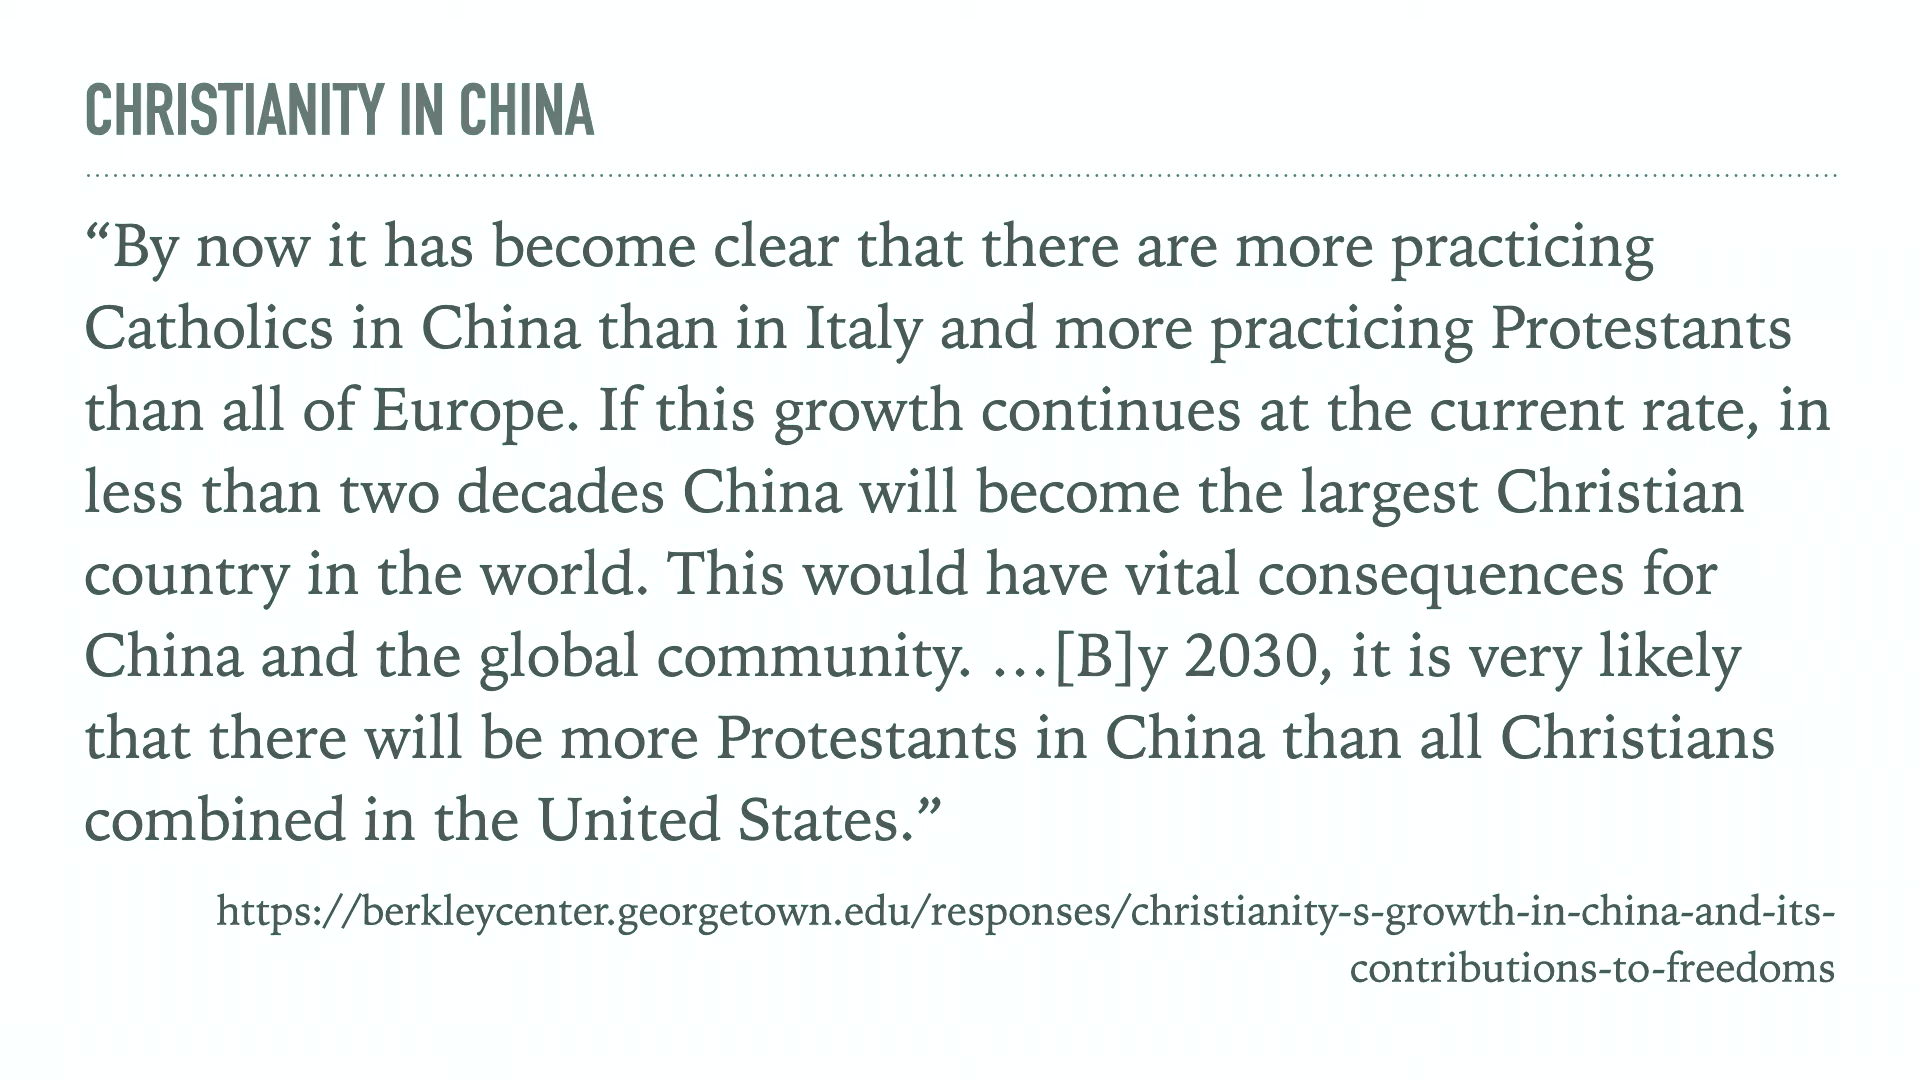 CHRISTIANITY IN CHINA
“By now it has become clear that there are more practicing
Catholics in China than in Italy and more practicing Protestants
than all of Europe. If this growth continues at the current rate, in
less than two decades China will become the largest Christian
country in the world. This would have vital consequences for
China and the global community. …[B]y 2030, it is very likely
that there will be more Protestants in China than all Christians
combined in the United States.”
https://berkleycenter.georgetown.edu/responses/christianity-s-growth-in-china-and-its-
contributions-to-freedoms